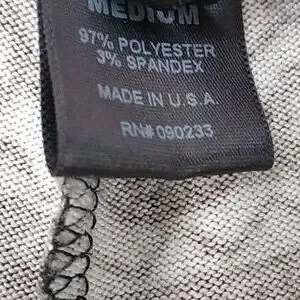 MEDIUM
97% POLYESTER
3% SPANDEX
MADE IN U.S.A.
RN# 090233